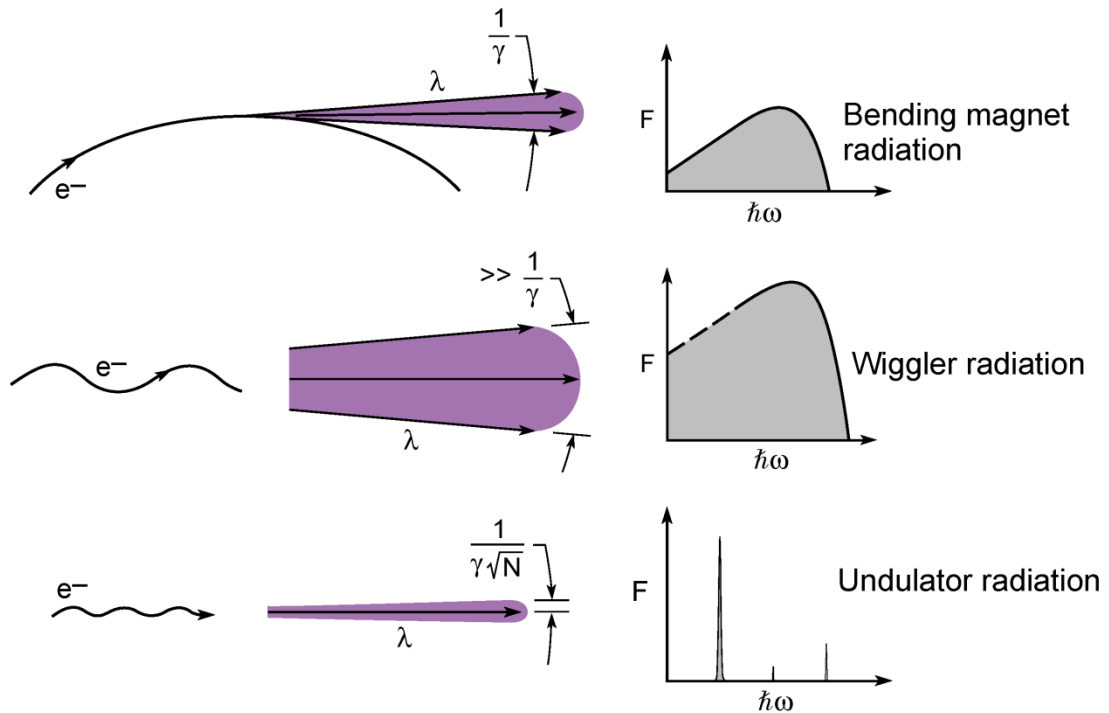 1/γ
λ
e–
F
ħω
Bending magnet
radiation
>> 1/γ
e–
λ
F
ħω
Wiggler radiation
1/γ√N
e–
λ
F
ħω
Undulator radiation